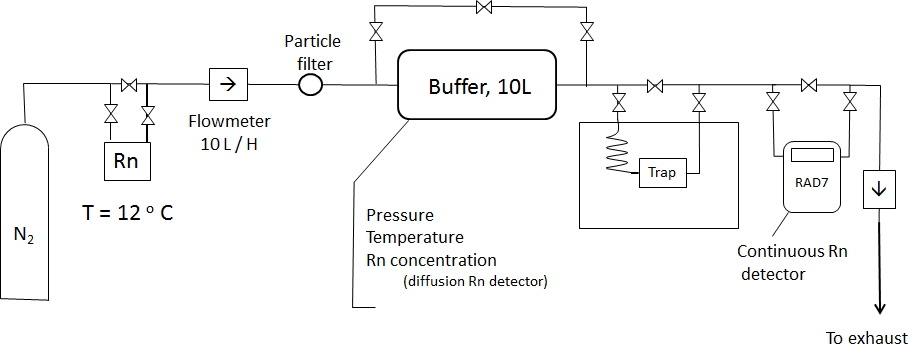 N2
Rn
T = 12 o C
→
Flowmeter
10 L / H
Particle
filter
Buffer, 10L
Pressure
Temperature
Rn concentration
(diffusion Rn detector)
Trap
RAD7
Continuous Rn
detector
To exhaust